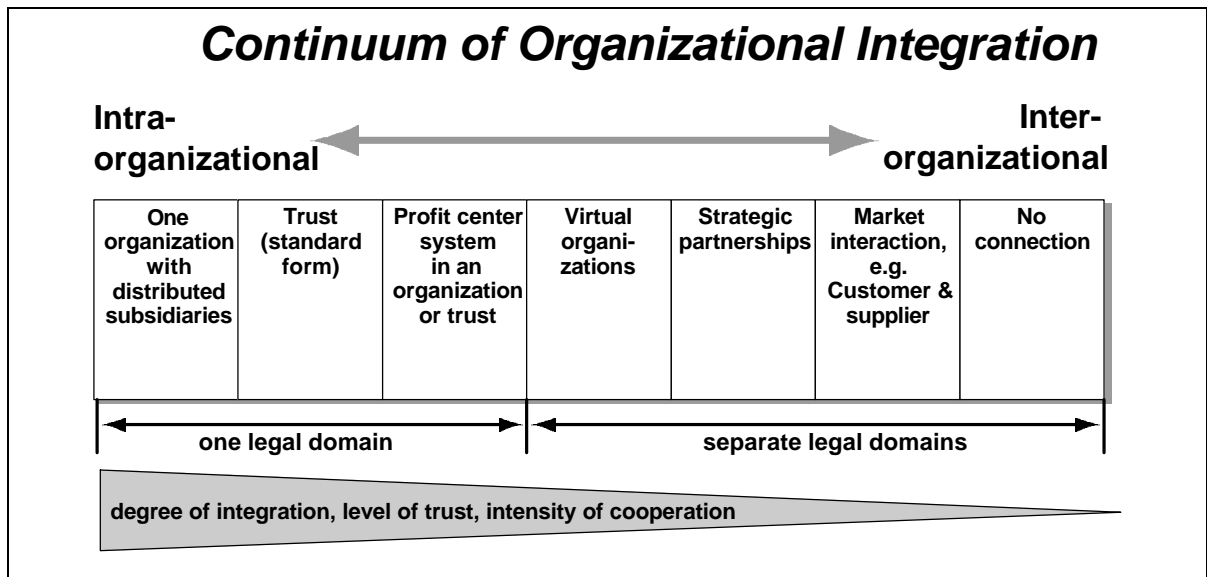 Continuum of Organizational Integration
Intra-
organizational
Inter-
organizational
One
organization
with
distributed
subsidiaries
Trust
(standard
form)
Profit center
system
in an
organization
or trust
Virtual
organi-
zations
Strategic
partnerships
Market
interaction,
e.g.
Customer &
supplier
No
connection
one legal domain
separate legal domains
degree of integration, level of trust, intensity of cooperation